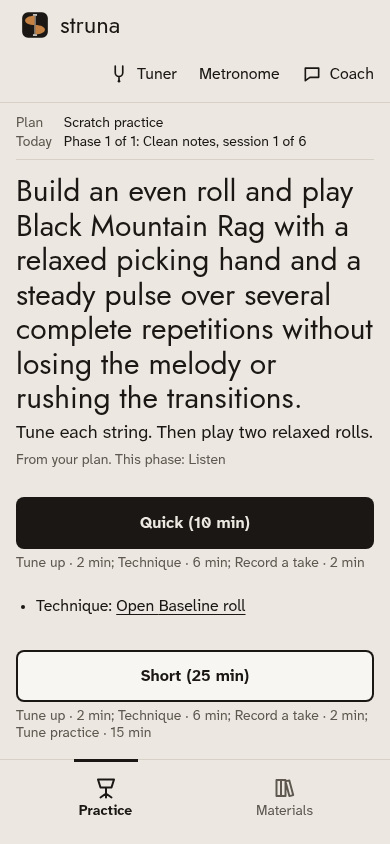 struna
Tuner
Metronome
Coach
Plan Scratch practice
Today Phase 1 of 1: Clean notes, session 1 of 6
Build an even roll and play
Black Mountain Rag with a
relaxed picking hand and a
steady pulse over several
complete repetitions without
losing the melody or
rushing the transitions.
Tune each string. Then play two relaxed rolls.
From your plan. This phase: Listen
Quick (10 min)
Tune up · 2 min; Technique · 6 min; Record a take · 2 min
• Technique: Open Baseline roll
Short (25 min)
Tune up · 2 min; Technique · 6 min; Record a take · 2 min;
Tune practice · 15 min
Practice
Materials